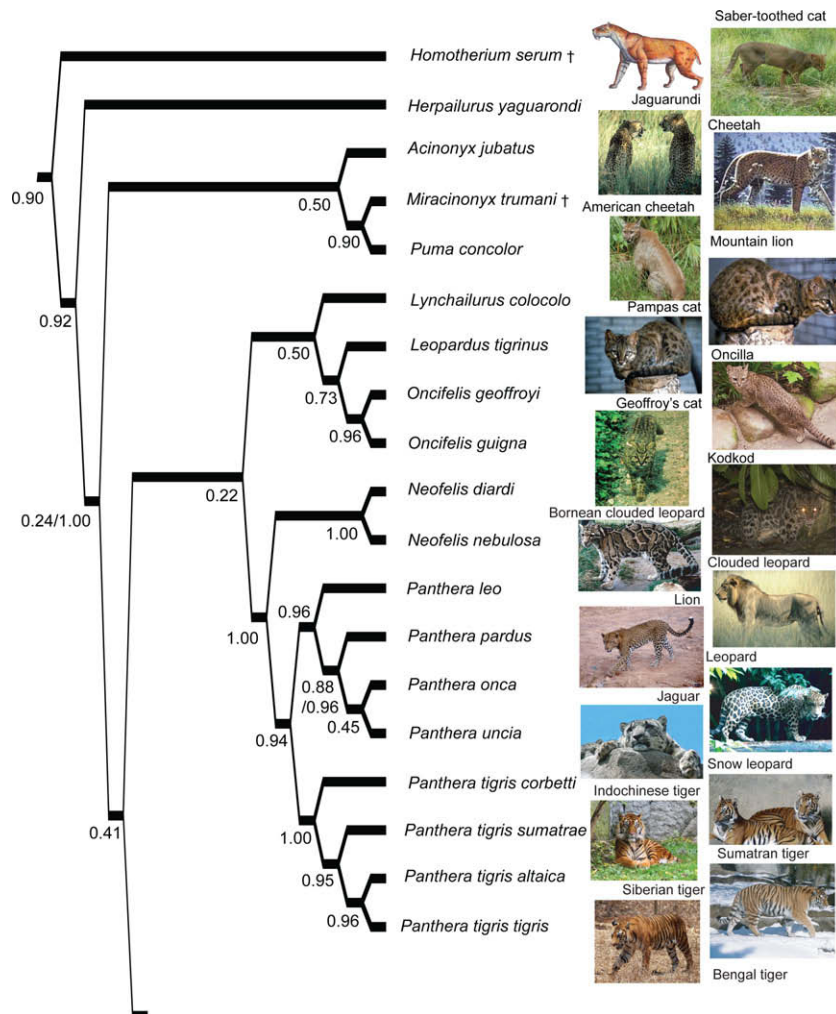 Saber-toothed cat
Homotherium serum †
Jaguarundi
Herpailurus yaguarondi
Cheetah
Acinonyx jubatus
0.90
0.50
Miracinonyx trumani †
American cheetah
0.90
Puma concolor
Mountain lion
Lynchailurus colocolo
Pampas cat
0.92
0.50
Leopardus tigrinus
Oncilla
0.73
Oncifelis geoffroyi
Geoffroy's cat
0.96
Oncifelis guigna
Kodkod
0.22
Neofelis diardi
0.24/1.00
Bornean clouded leopard
1.00
Neofelis nebulosa
Clouded leopard
Panthera leo
Lion
0.96
1.00
Panthera pardus
Leopard
0.88
/0.96
Panthera onca
Jaguar
0.45
Panthera uncia
0.94
Snow leopard
Panthera tigris corbetti
Indochinese tiger
0.41
1.00
Panthera tigris sumatrae
Sumatran tiger
0.95
Panthera tigris altaica
Siberian tiger
0.96
Panthera tigris tigris
Bengal tiger